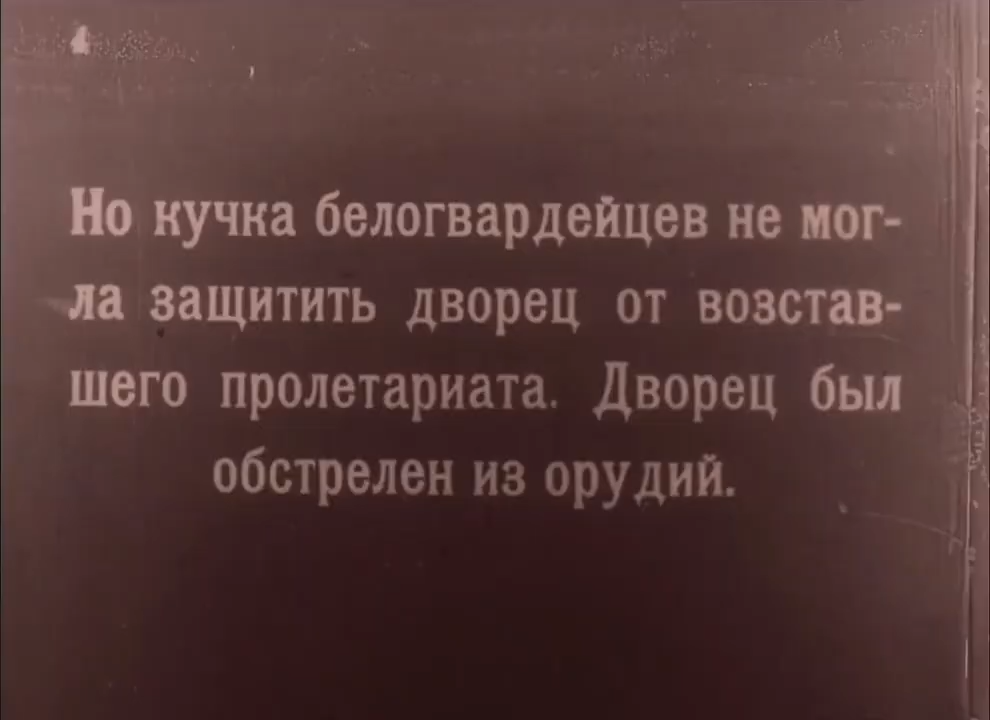 Но кучка белогвардейцев не мог-
ла защитить дворец от возстав-
шего пролетариата. Дворец был
обстрелен из орудий.